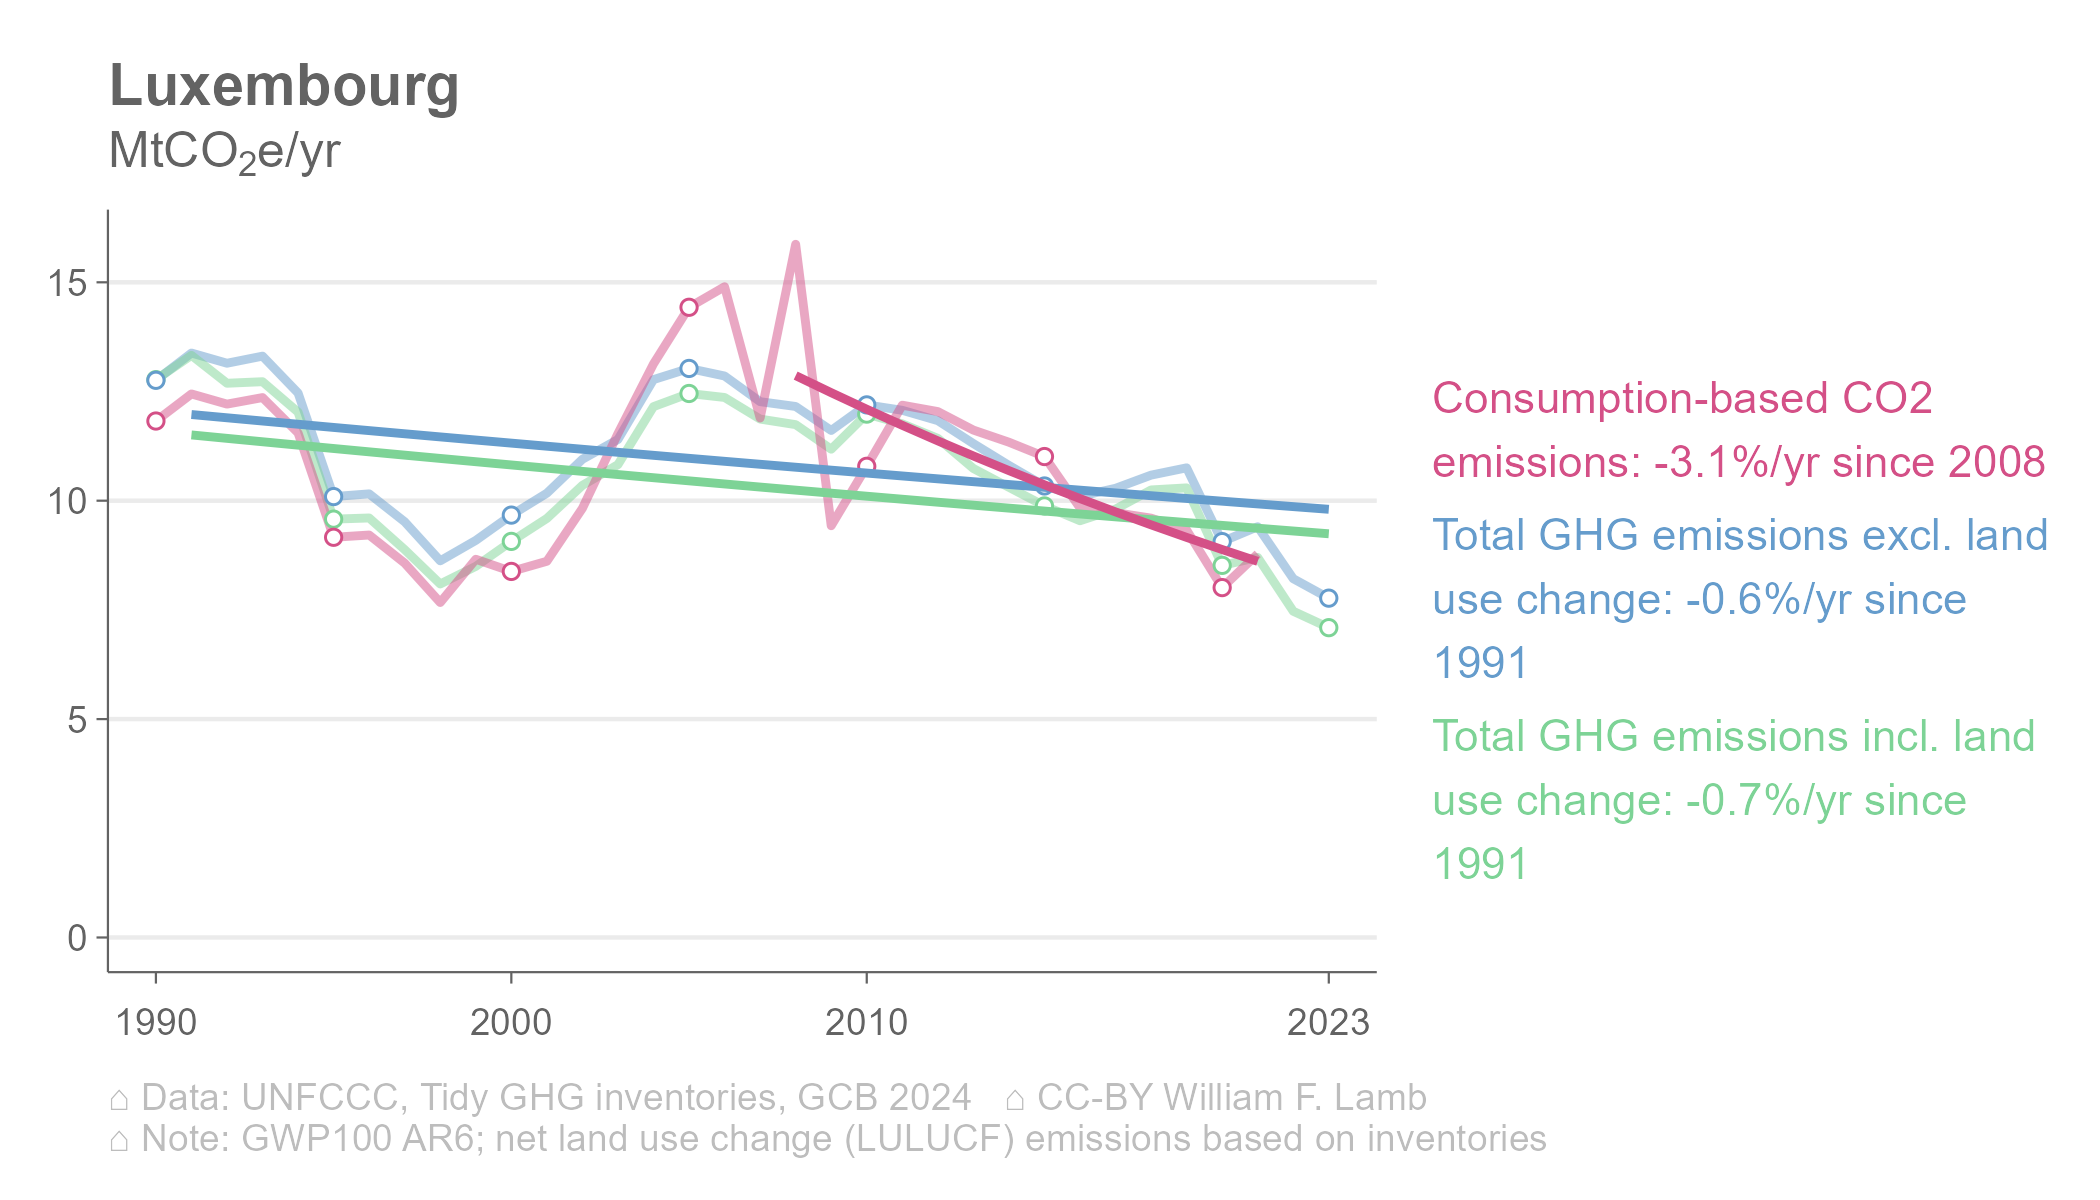 Luxembourg
MtCO₂e/yr
15
10
5
0
1990 2000 2010 2023
Consumption-based CO2
emissions: -3.1%/yr since 2008
Total GHG emissions excl. land
use change: -0.6%/yr since
1991
Total GHG emissions incl. land
use change: -0.7%/yr since
1991
⌂ Data: UNFCCC, Tidy GHG inventories, GCB 2024 ⌂ CC-BY William F. Lamb
⌂ Note: GWP100 AR6; net land use change (LULUCF) emissions based on inventories